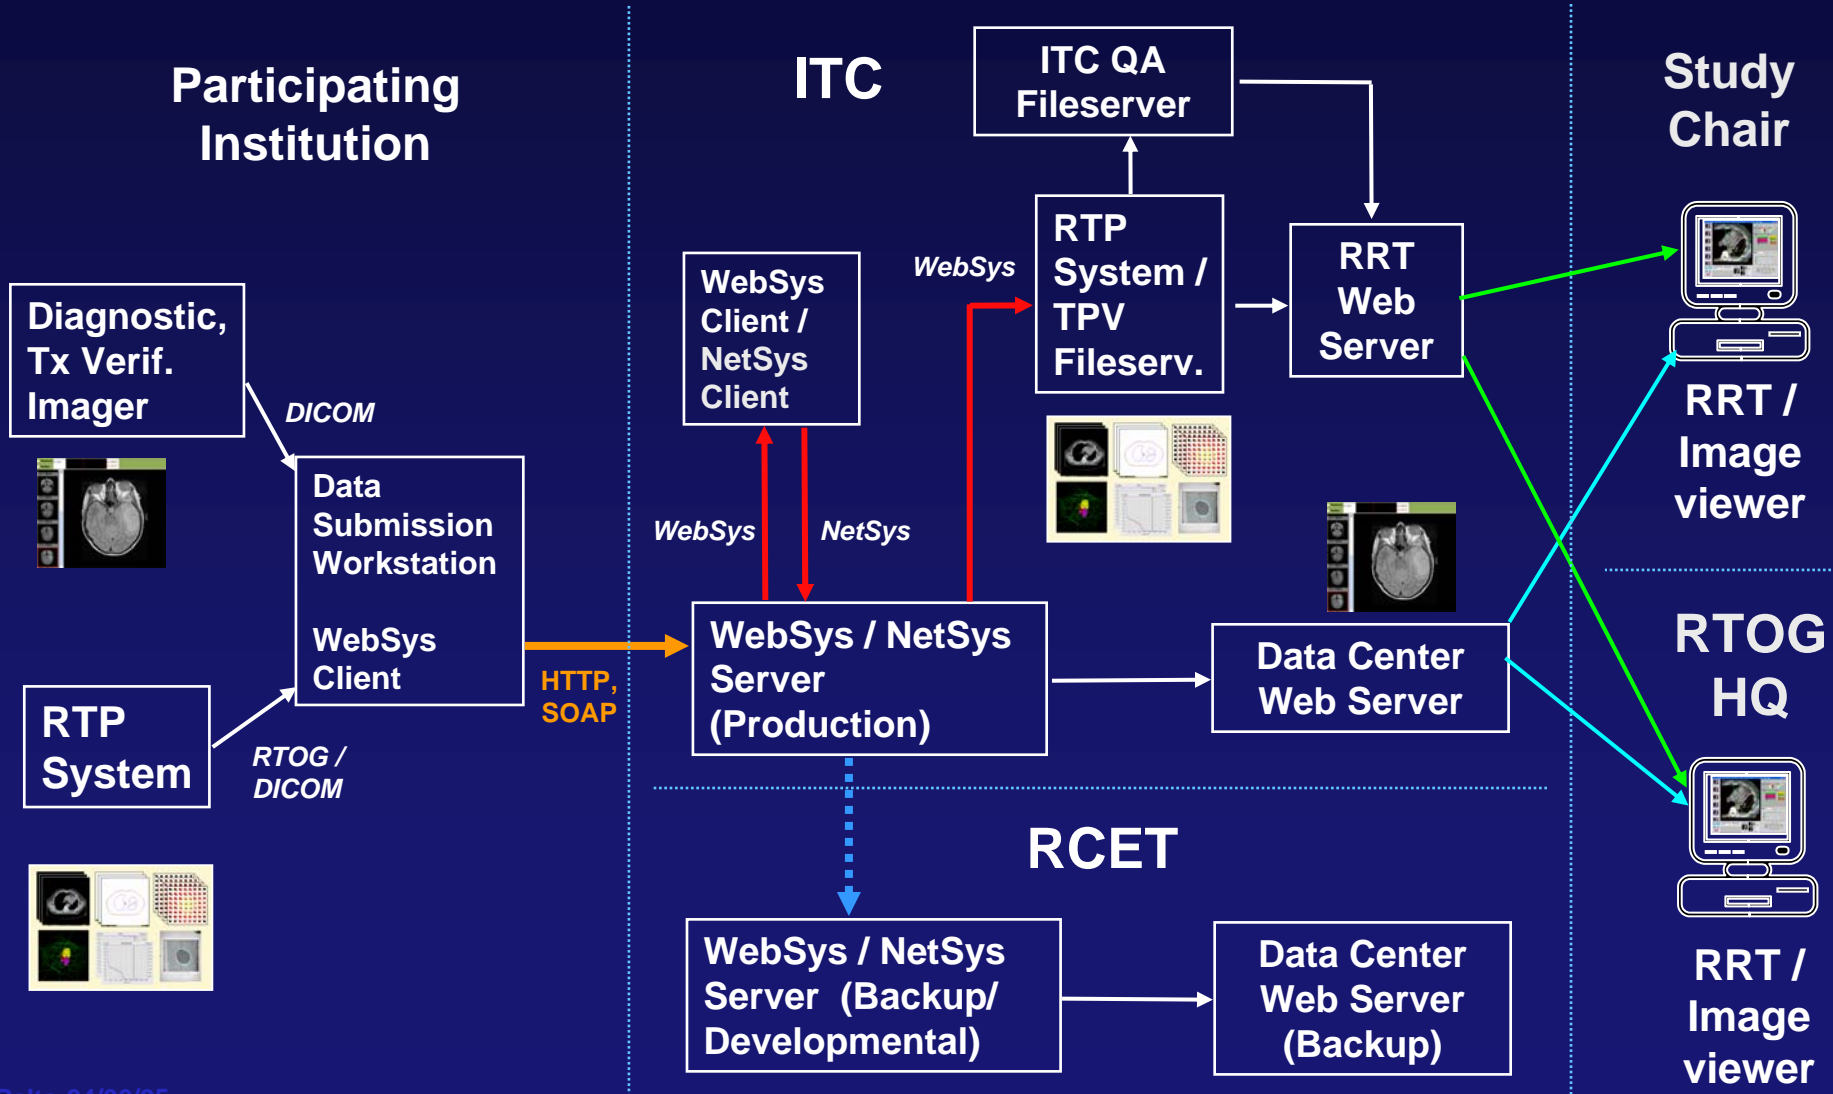 Participating
Institution
ITC
ITC QA
Fileserver
Study
Chair
Diagnostic,
Tx Verif.
Imager
DICOM
Data
Submission
Workstation
WebSys
Client
RTP
System
RTOG /
DICOM
HTTP,
SOAP
WebSys
Client /
NetSys
Client
WebSys
NetSys
WebSys
RTP
System /
TPV
Fileserv.
RRT
Web
Server
WebSys / NetSys
Server
(Production)
Data Center
Web Server
RRT /
Image
viewer
RTOG
HQ
RCET
WebSys / NetSys
Server (Backup/
Developmental)
Data Center
Web Server
(Backup)
RRT /
Image
viewer